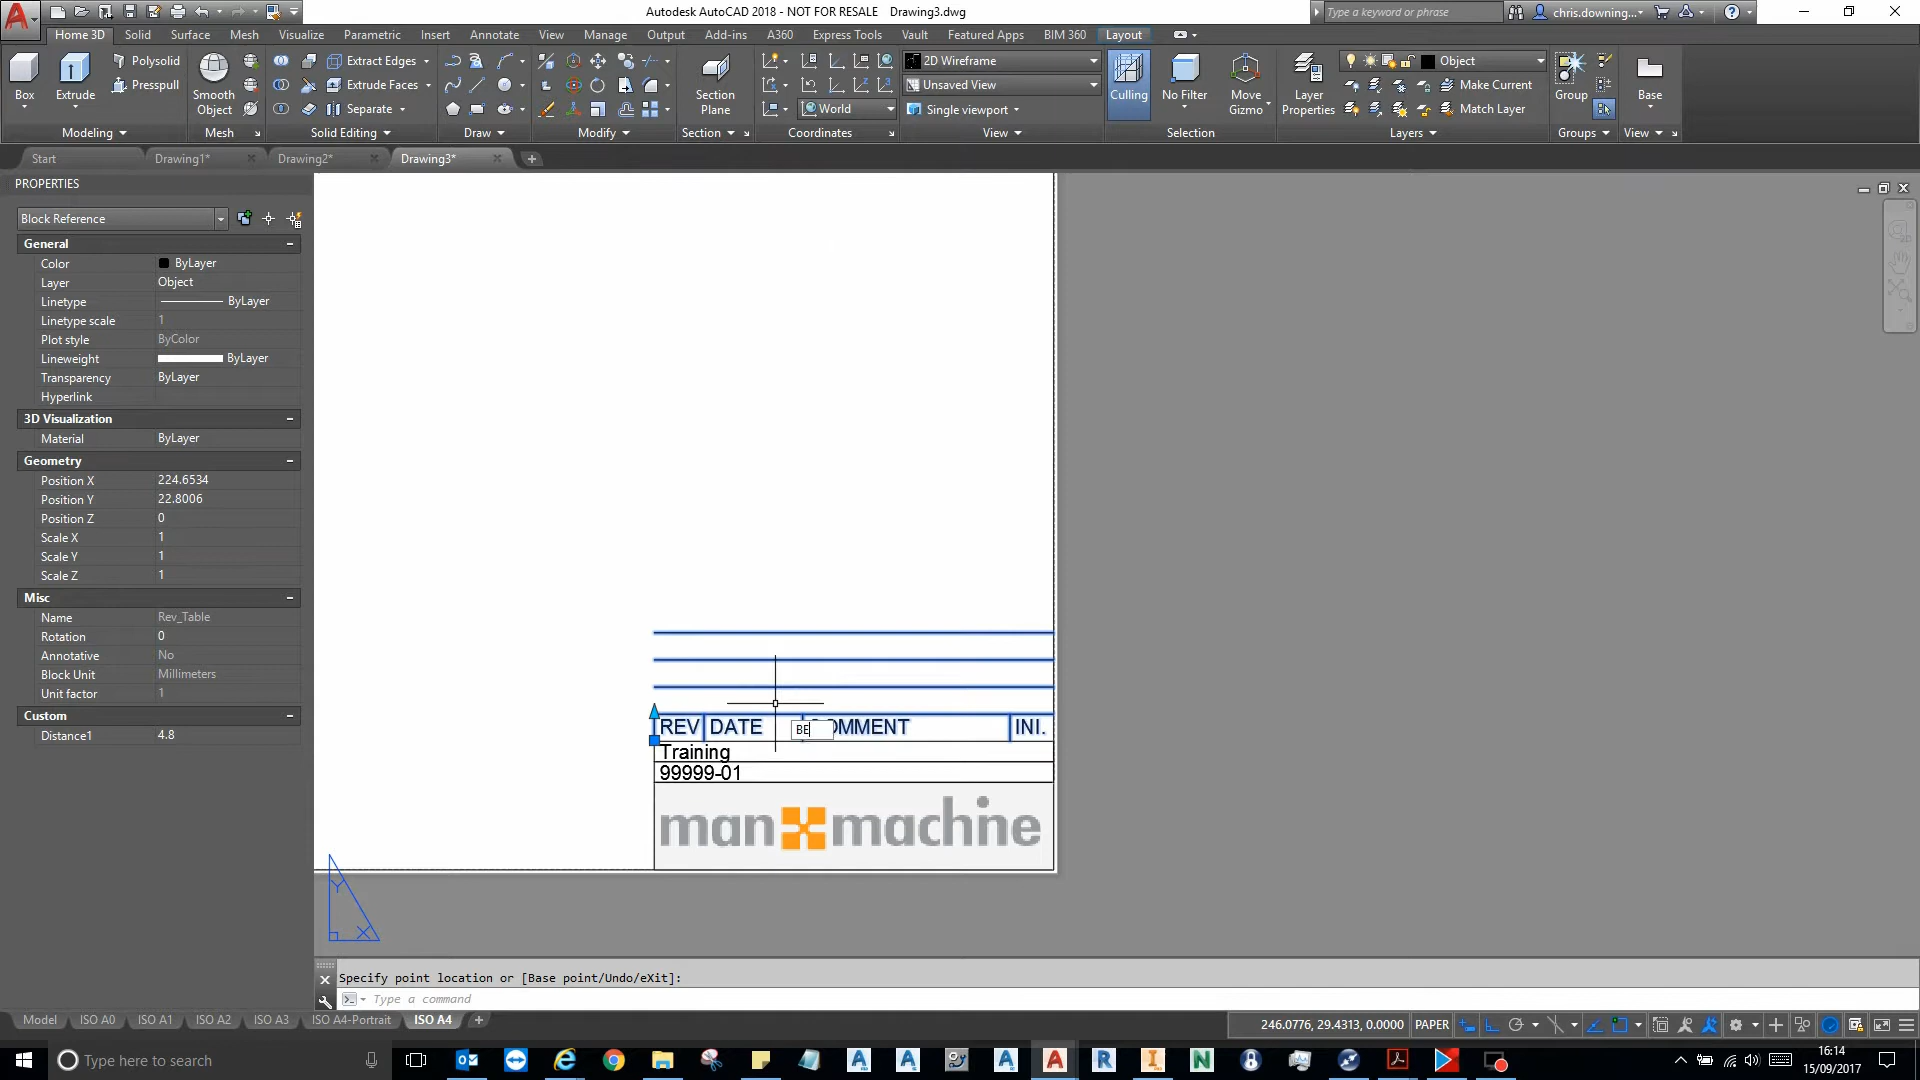 Autodesk AutoCAD 2018 - NOT FOR RESALE Drawing3.dwg
Type a keyword or phrase
chris.downing...
Home 3D Solid Surface Mesh Visualize Parametric Insert Annotate View Manage Output Add-ins A360 Express Tools Vault Featured Apps BIM 360 Layout
Extract Edges
2D Wireframe
Object
Polysolid
Extrude Faces
Unsaved View
Make Current
Presspull
Separate
World
Single viewport
Match Layer
Box
Extrude
Smooth Object
Section Plane
Culling
No Filter
Move Gizmo
Layer Properties
Group
Base
Modeling
Mesh
Solid Editing
Draw
Modify
Section
Coordinates
View
Selection
Layers
Groups
View
Start Drawing1* Drawing2* Drawing3*
PROPERTIES
Block Reference
General
Color ByLayer
Layer Object
Linetype ByLayer
Linetype scale 1
Plot style ByColor
Lineweight ByLayer
Transparency ByLayer
Hyperlink
3D Visualization
Material ByLayer
Geometry
Position X 224.6534
Position Y 22.8006
Position Z 0
Scale X 1
Scale Y 1
Scale Z 1
Misc
Name Rev_Table
Rotation 0
Annotative No
Block Unit Millimeters
Unit factor 1
Custom
Distance1 4.8
REV DATE COMMENT INI.
BE
Training
99999-01
man machine
Y
X
Specify point location or [Base point/Undo/eXit]:
Type a command
Model ISO A0 ISO A1 ISO A2 ISO A3 ISO A4-Portrait ISO A4
246.0776, 29.4313, 0.0000 PAPER
Type here to search
16:14
15/09/2017